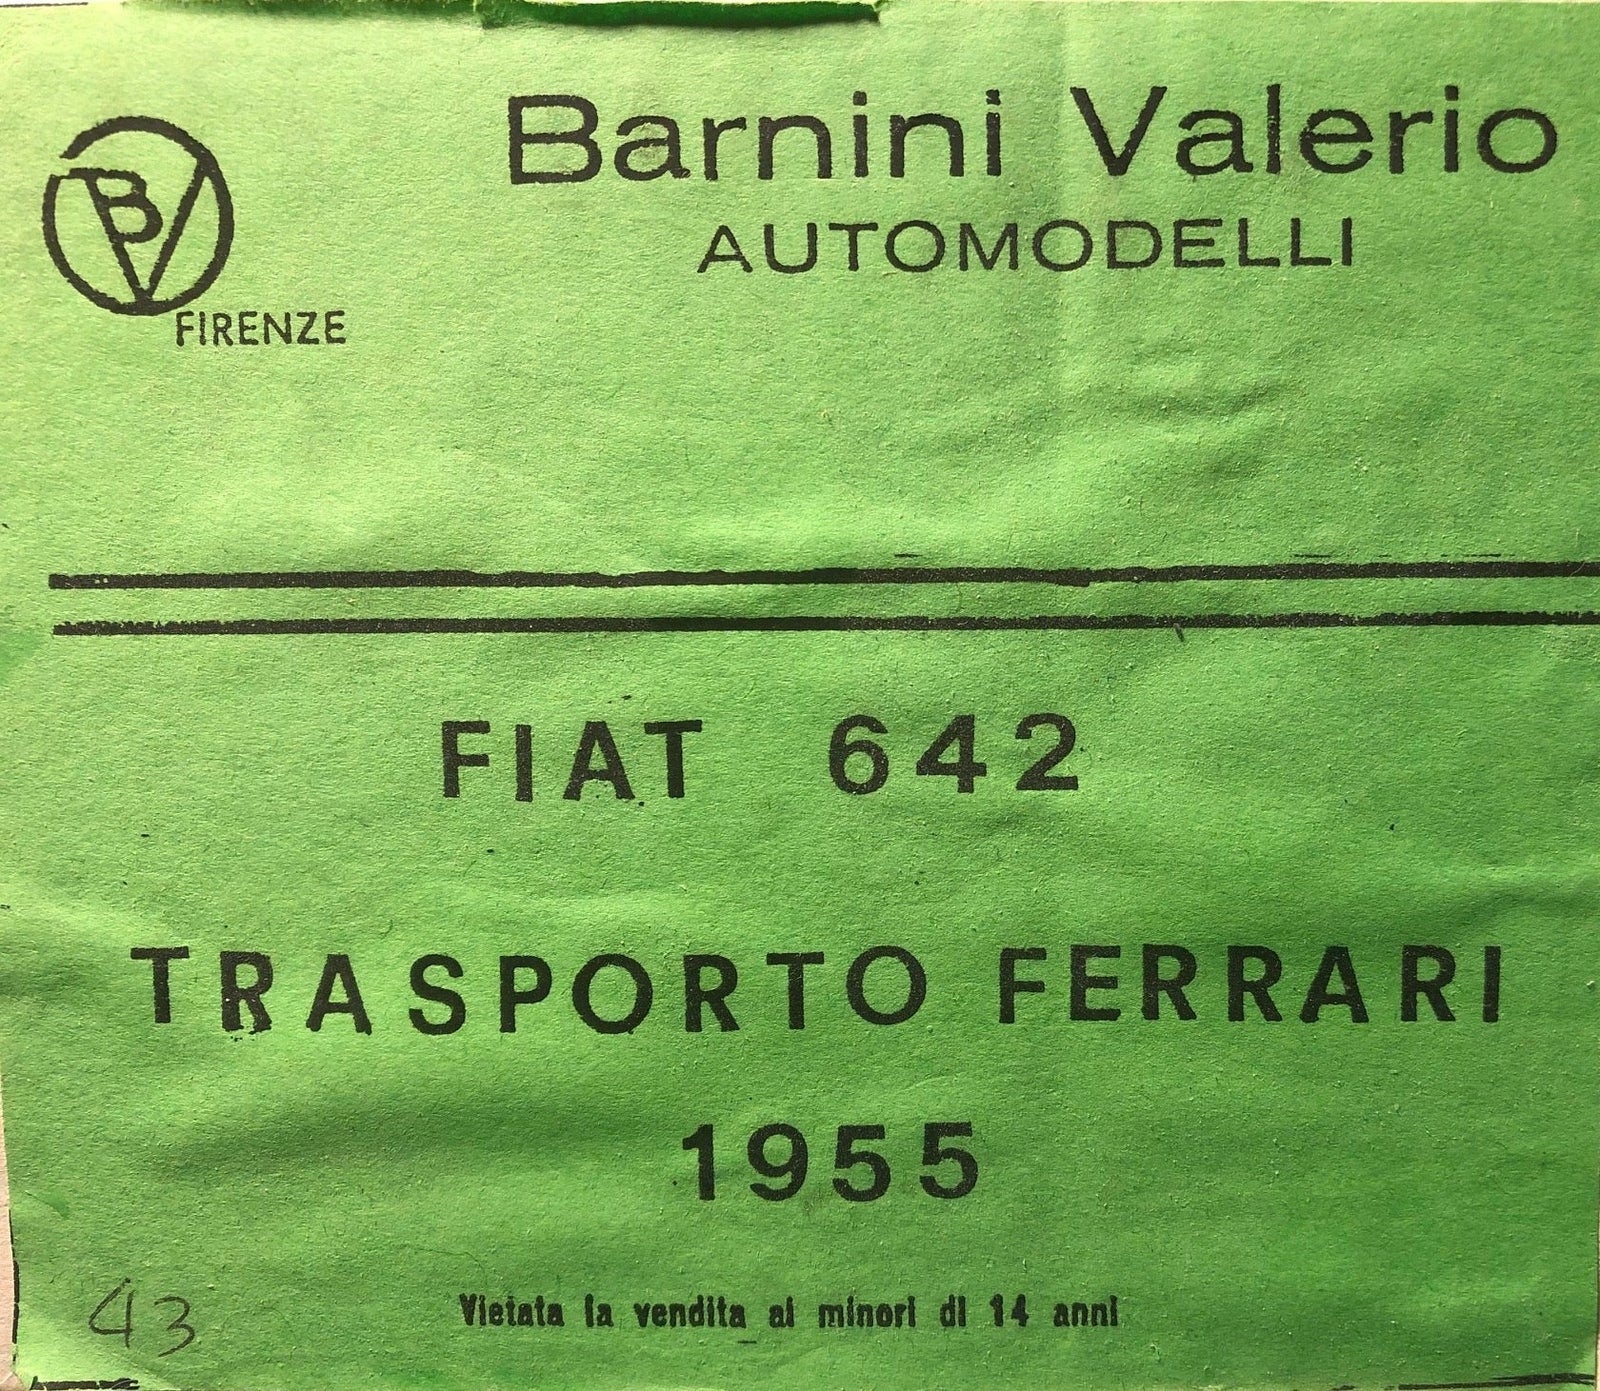 Barnini Valerio
AUTOMODELLI
BV
FIRENZE
FIAT 642
TRASPORTO FERRARI
1955
43
Vietata la vendita ai minori di 14 anni